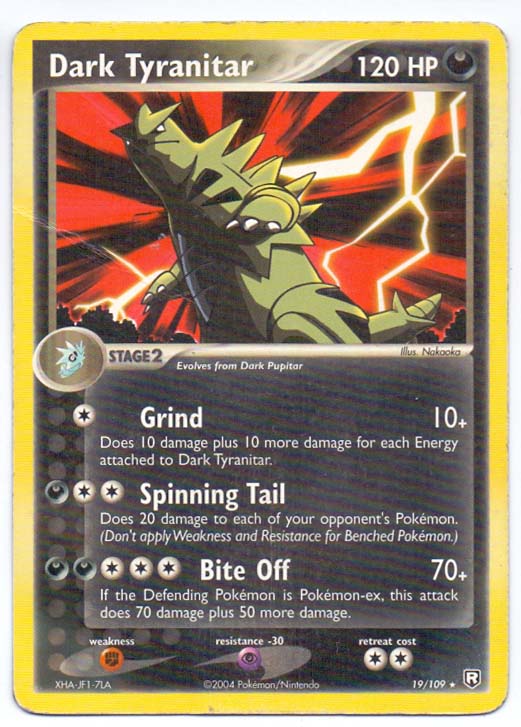 Dark Tyranitar 120 HP
Illus. Nakaoka
STAGE2
Evolves from Dark Pupitar
Grind 10+
Does 10 damage plus 10 more damage for each Energy
attached to Dark Tyranitar.
Spinning Tail
Does 20 damage to each of your opponent's Pokémon.
(Don't apply Weakness and Resistance for Benched Pokémon.)
Bite Off 70+
If the Defending Pokémon is Pokémon-ex, this attack
does 70 damage plus 50 more damage.
weakness resistance -30 retreat cost
XHA-JF1-7LA ©2004 Pokémon/Nintendo 19/109 ★ R